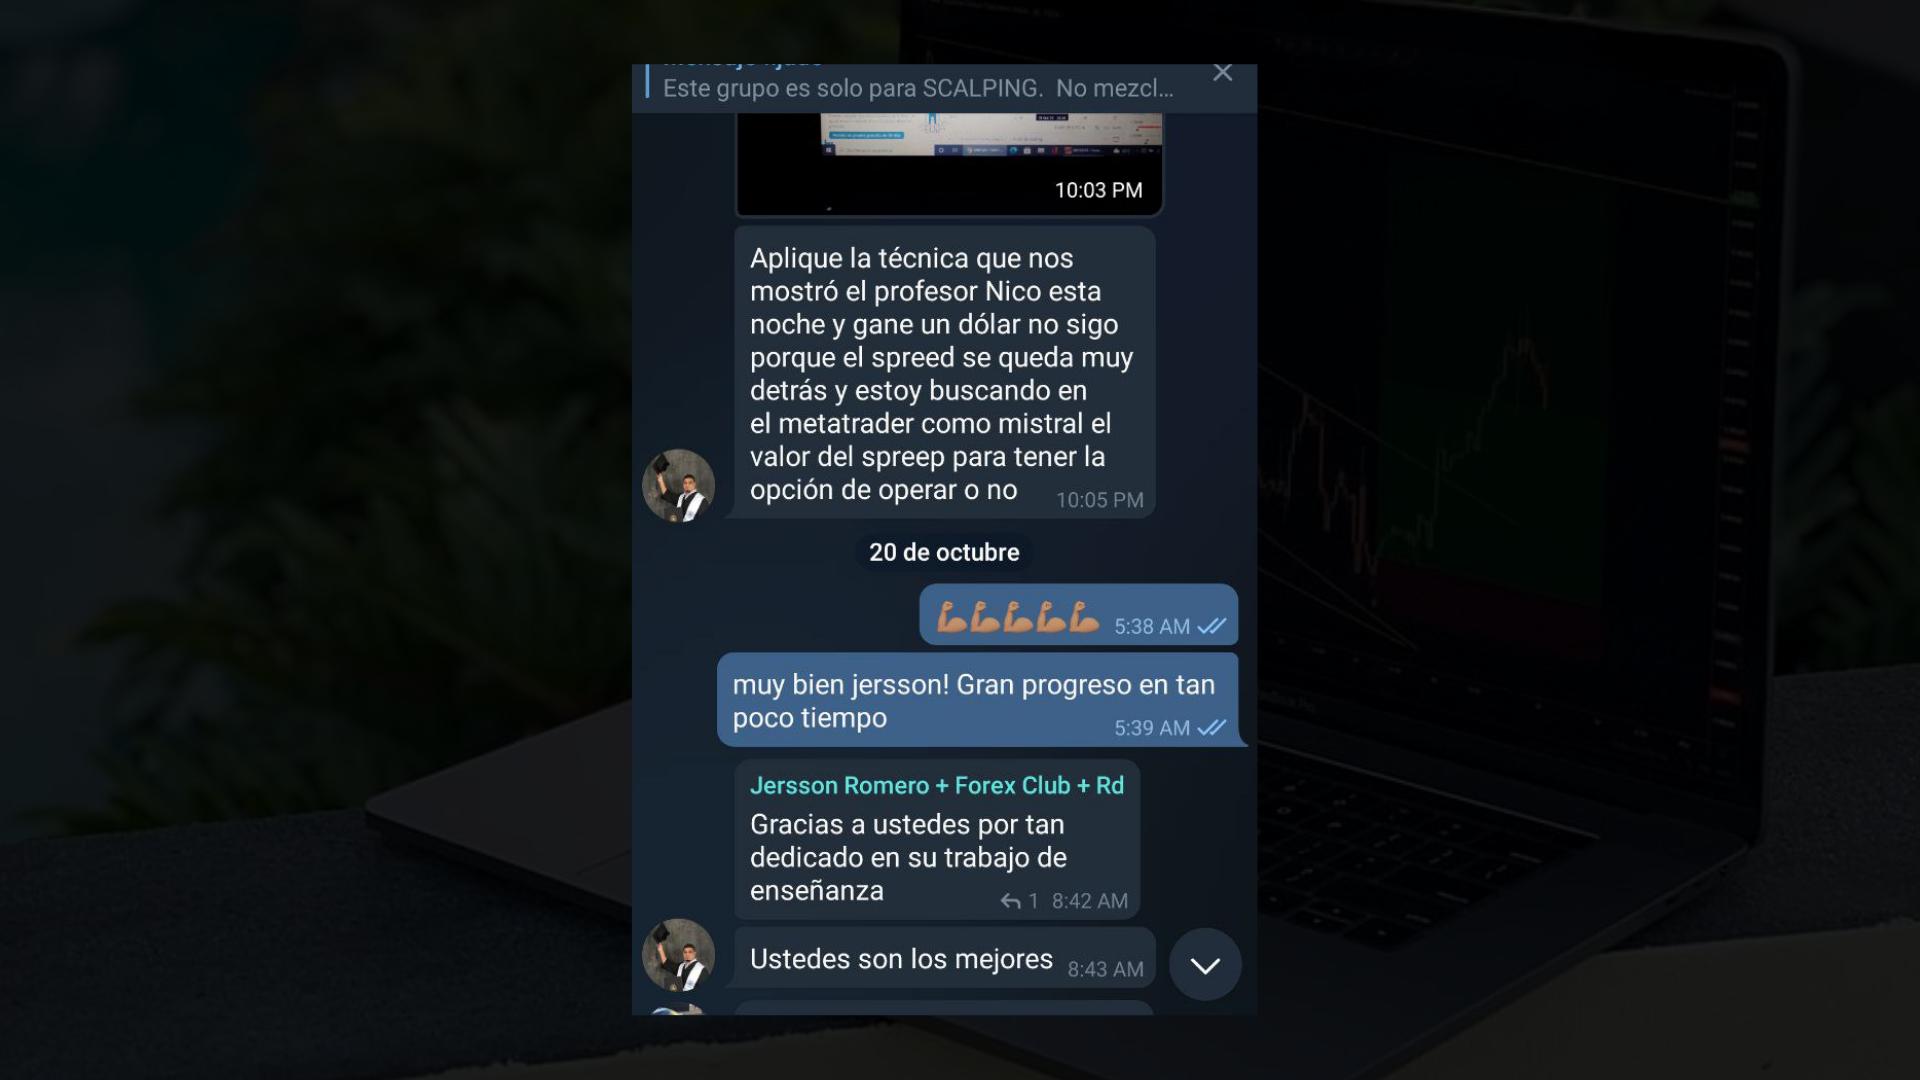 Este grupo es solo para SCALPING. No mezcl...
10:03 PM
Aplique la técnica que nos
mostró el profesor Nico esta
noche y gane un dólar no sigo
porque el spreed se queda muy
detrás y estoy buscando en
el metatrader como mistral el
valor del spreep para tener la
opción de operar o no
10:05 PM
20 de octubre
💪💪💪💪💪 5:38 AM
muy bien jersson! Gran progreso en tan
poco tiempo
5:39 AM
Jersson Romero + Forex Club + Rd
Gracias a ustedes por tan
dedicado en su trabajo de
enseñanza
1 8:42 AM
Ustedes son los mejores
8:43 AM